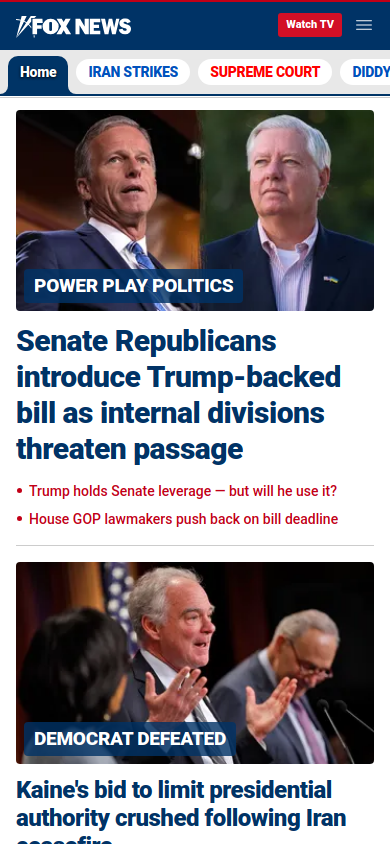 FOX NEWS
Watch TV
Home
IRAN STRIKES
SUPREME COURT
DIDDY
POWER PLAY POLITICS
Senate Republicans
introduce Trump-backed
bill as internal divisions
threaten passage
• Trump holds Senate leverage — but will he use it?
• House GOP lawmakers push back on bill deadline
DEMOCRAT DEFEATED
Kaine's bid to limit presidential
authority crushed following Iran
ceasefire